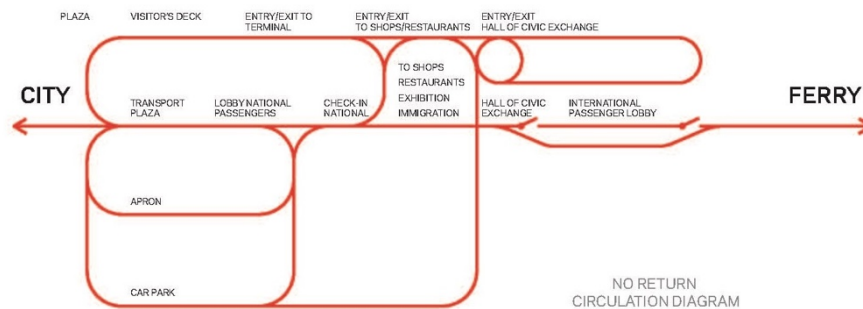 PLAZA
VISITOR'S DECK
ENTRY/EXIT TO
TERMINAL
ENTRY/EXIT
TO SHOPS/RESTAURANTS
ENTRY/EXIT
HALL OF CIVIC EXCHANGE
CITY
TRANSPORT
PLAZA
LOBBY NATIONAL
PASSENGERS
CHECK-IN
NATIONAL
TO SHOPS
RESTAURANTS
EXHIBITION
IMMIGRATION
HALL OF CIVIC
EXCHANGE
INTERNATIONAL
PASSENGER LOBBY
FERRY
APRON
CAR PARK
NO RETURN
CIRCULATION DIAGRAM